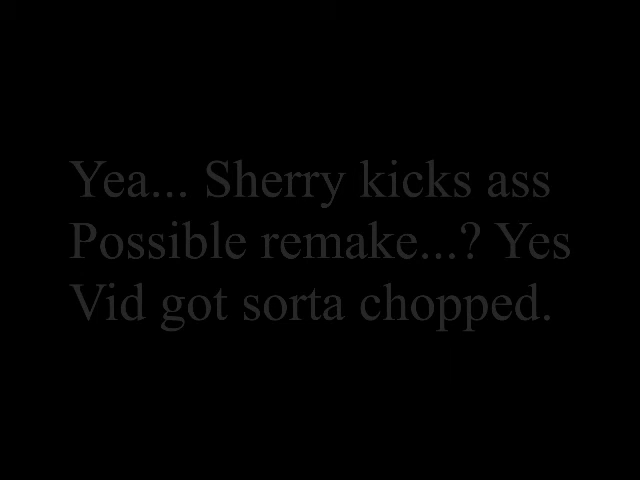 Yea... Sherry kicks ass
Possible remake...? Yes
Vid got sorta chopped.